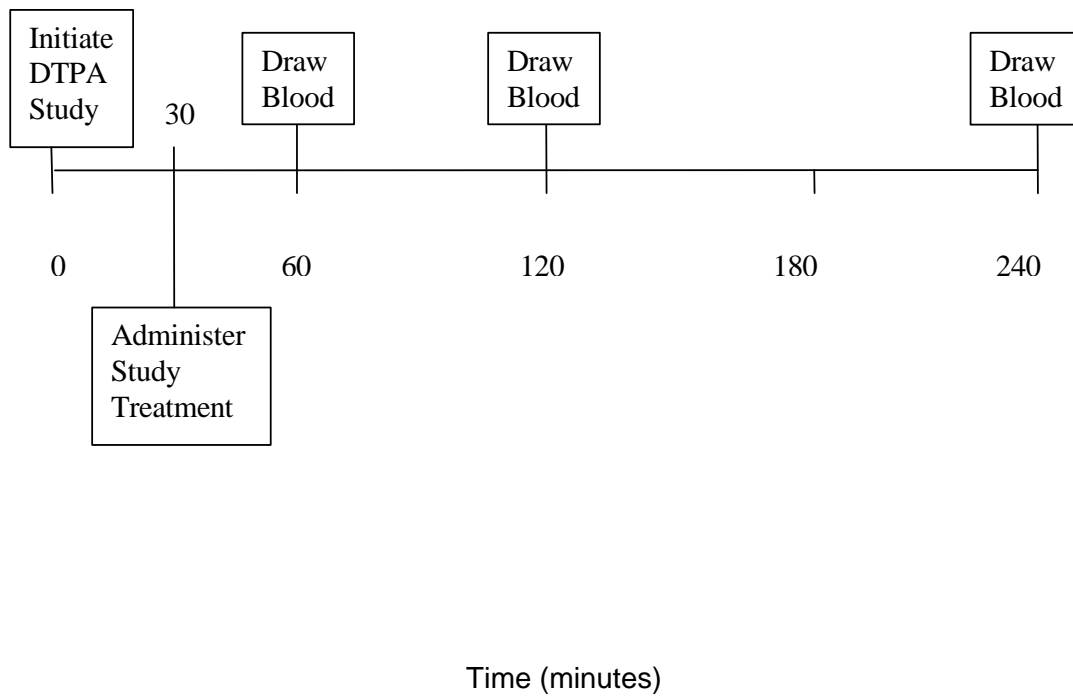 Initiate
DTPA
Study
30
Draw
Blood
Draw
Blood
Draw
Blood
0
60
120
180
240
Administer
Study
Treatment
Time (minutes)